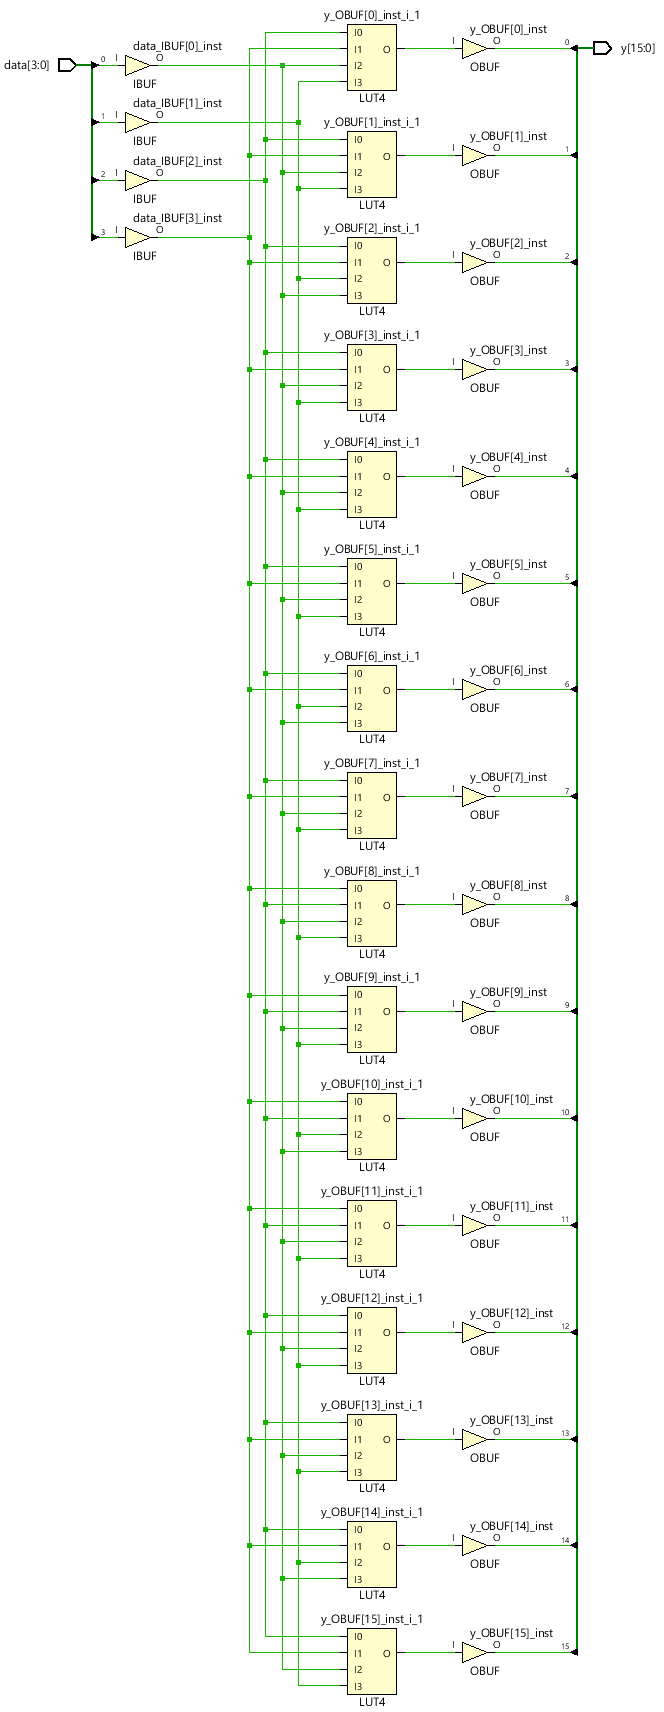 data[3:0]
0 I data_IBUF[0]_inst O
IBUF
1 I data_IBUF[1]_inst O
IBUF
2 I data_IBUF[2]_inst O
IBUF
3 I data_IBUF[3]_inst O
IBUF
y_OBUF[0]_inst_i_1
I0
I1 O
I2
I3
LUT4
y_OBUF[0]_inst
I O 0
OBUF
y[15:0]
y_OBUF[1]_inst_i_1
I0
I1 O
I2
I3
LUT4
y_OBUF[1]_inst
I O 1
OBUF
y_OBUF[2]_inst_i_1
I0
I1 O
I2
I3
LUT4
y_OBUF[2]_inst
I O 2
OBUF
y_OBUF[3]_inst_i_1
I0
I1 O
I2
I3
LUT4
y_OBUF[3]_inst
I O 3
OBUF
y_OBUF[4]_inst_i_1
I0
I1 O
I2
I3
LUT4
y_OBUF[4]_inst
I O 4
OBUF
y_OBUF[5]_inst_i_1
I0
I1 O
I2
I3
LUT4
y_OBUF[5]_inst
I O 5
OBUF
y_OBUF[6]_inst_i_1
I0
I1 O
I2
I3
LUT4
y_OBUF[6]_inst
I O 6
OBUF
y_OBUF[7]_inst_i_1
I0
I1 O
I2
I3
LUT4
y_OBUF[7]_inst
I O 7
OBUF
y_OBUF[8]_inst_i_1
I0
I1 O
I2
I3
LUT4
y_OBUF[8]_inst
I O 8
OBUF
y_OBUF[9]_inst_i_1
I0
I1 O
I2
I3
LUT4
y_OBUF[9]_inst
I O 9
OBUF
y_OBUF[10]_inst_i_1
I0
I1 O
I2
I3
LUT4
y_OBUF[10]_inst
I O 10
OBUF
y_OBUF[11]_inst_i_1
I0
I1 O
I2
I3
LUT4
y_OBUF[11]_inst
I O 11
OBUF
y_OBUF[12]_inst_i_1
I0
I1 O
I2
I3
LUT4
y_OBUF[12]_inst
I O 12
OBUF
y_OBUF[13]_inst_i_1
I0
I1 O
I2
I3
LUT4
y_OBUF[13]_inst
I O 13
OBUF
y_OBUF[14]_inst_i_1
I0
I1 O
I2
I3
LUT4
y_OBUF[14]_inst
I O 14
OBUF
y_OBUF[15]_inst_i_1
I0
I1 O
I2
I3
LUT4
y_OBUF[15]_inst
I O 15
OBUF